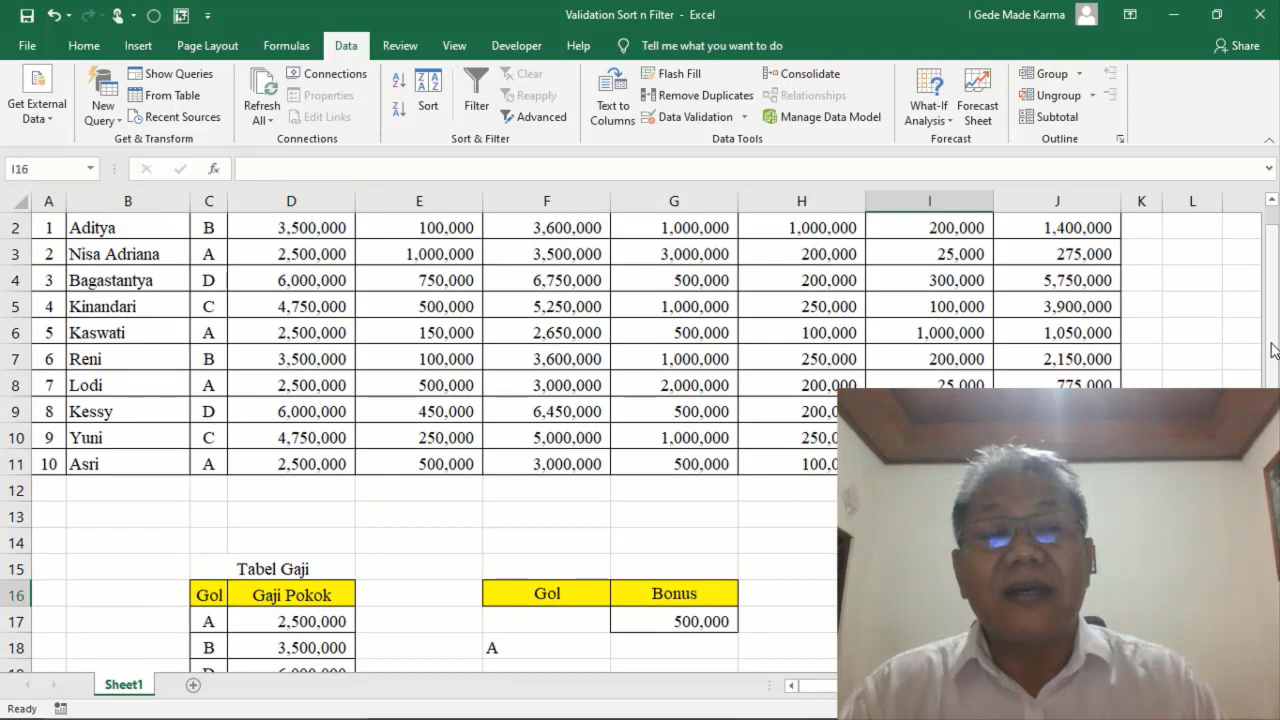 Validation Sort n Filter - Excel
I Gede Made Karma
File Home Insert Page Layout Formulas Data Review View Developer Help Tell me what you want to do Share
Get External Data
New Query
Show Queries
From Table
Recent Sources
Get & Transform
Refresh All
Connections
Properties
Edit Links
Connections
Sort
Filter
Clear
Reapply
Advanced
Sort & Filter
Text to Columns
Flash Fill
Remove Duplicates
Data Validation
Consolidate
Relationships
Manage Data Model
Data Tools
What-If Analysis
Forecast Sheet
Forecast
Group
Ungroup
Subtotal
Outline
I16 fx
A B C D E F G H I J K L
2 1 Aditya B 3,500,000 100,000 3,600,000 1,000,000 1,000,000 200,000 1,400,000
3 2 Nisa Adriana A 2,500,000 1,000,000 3,500,000 3,000,000 200,000 25,000 275,000
4 3 Bagastantya D 6,000,000 750,000 6,750,000 500,000 200,000 300,000 5,750,000
5 4 Kinandari C 4,750,000 500,000 5,250,000 1,000,000 250,000 100,000 3,900,000
6 5 Kaswati A 2,500,000 150,000 2,650,000 500,000 100,000 1,000,000 1,050,000
7 6 Reni B 3,500,000 100,000 3,600,000 1,000,000 250,000 200,000 2,150,000
8 7 Lodi A 2,500,000 500,000 3,000,000 2,000,000 200,000 25,000 775,000
9 8 Kessy D 6,000,000 450,000 6,450,000 500,000 200,0
10 9 Yuni C 4,750,000 250,000 5,000,000 1,000,000 250,0
11 10 Asri A 2,500,000 500,000 3,000,000 500,000 100,0
12
13
14
15 Tabel Gaji
16 Gol Gaji Pokok Gol Bonus
17 A 2,500,000 500,000
18 B 3,500,000 A
Sheet1
Ready